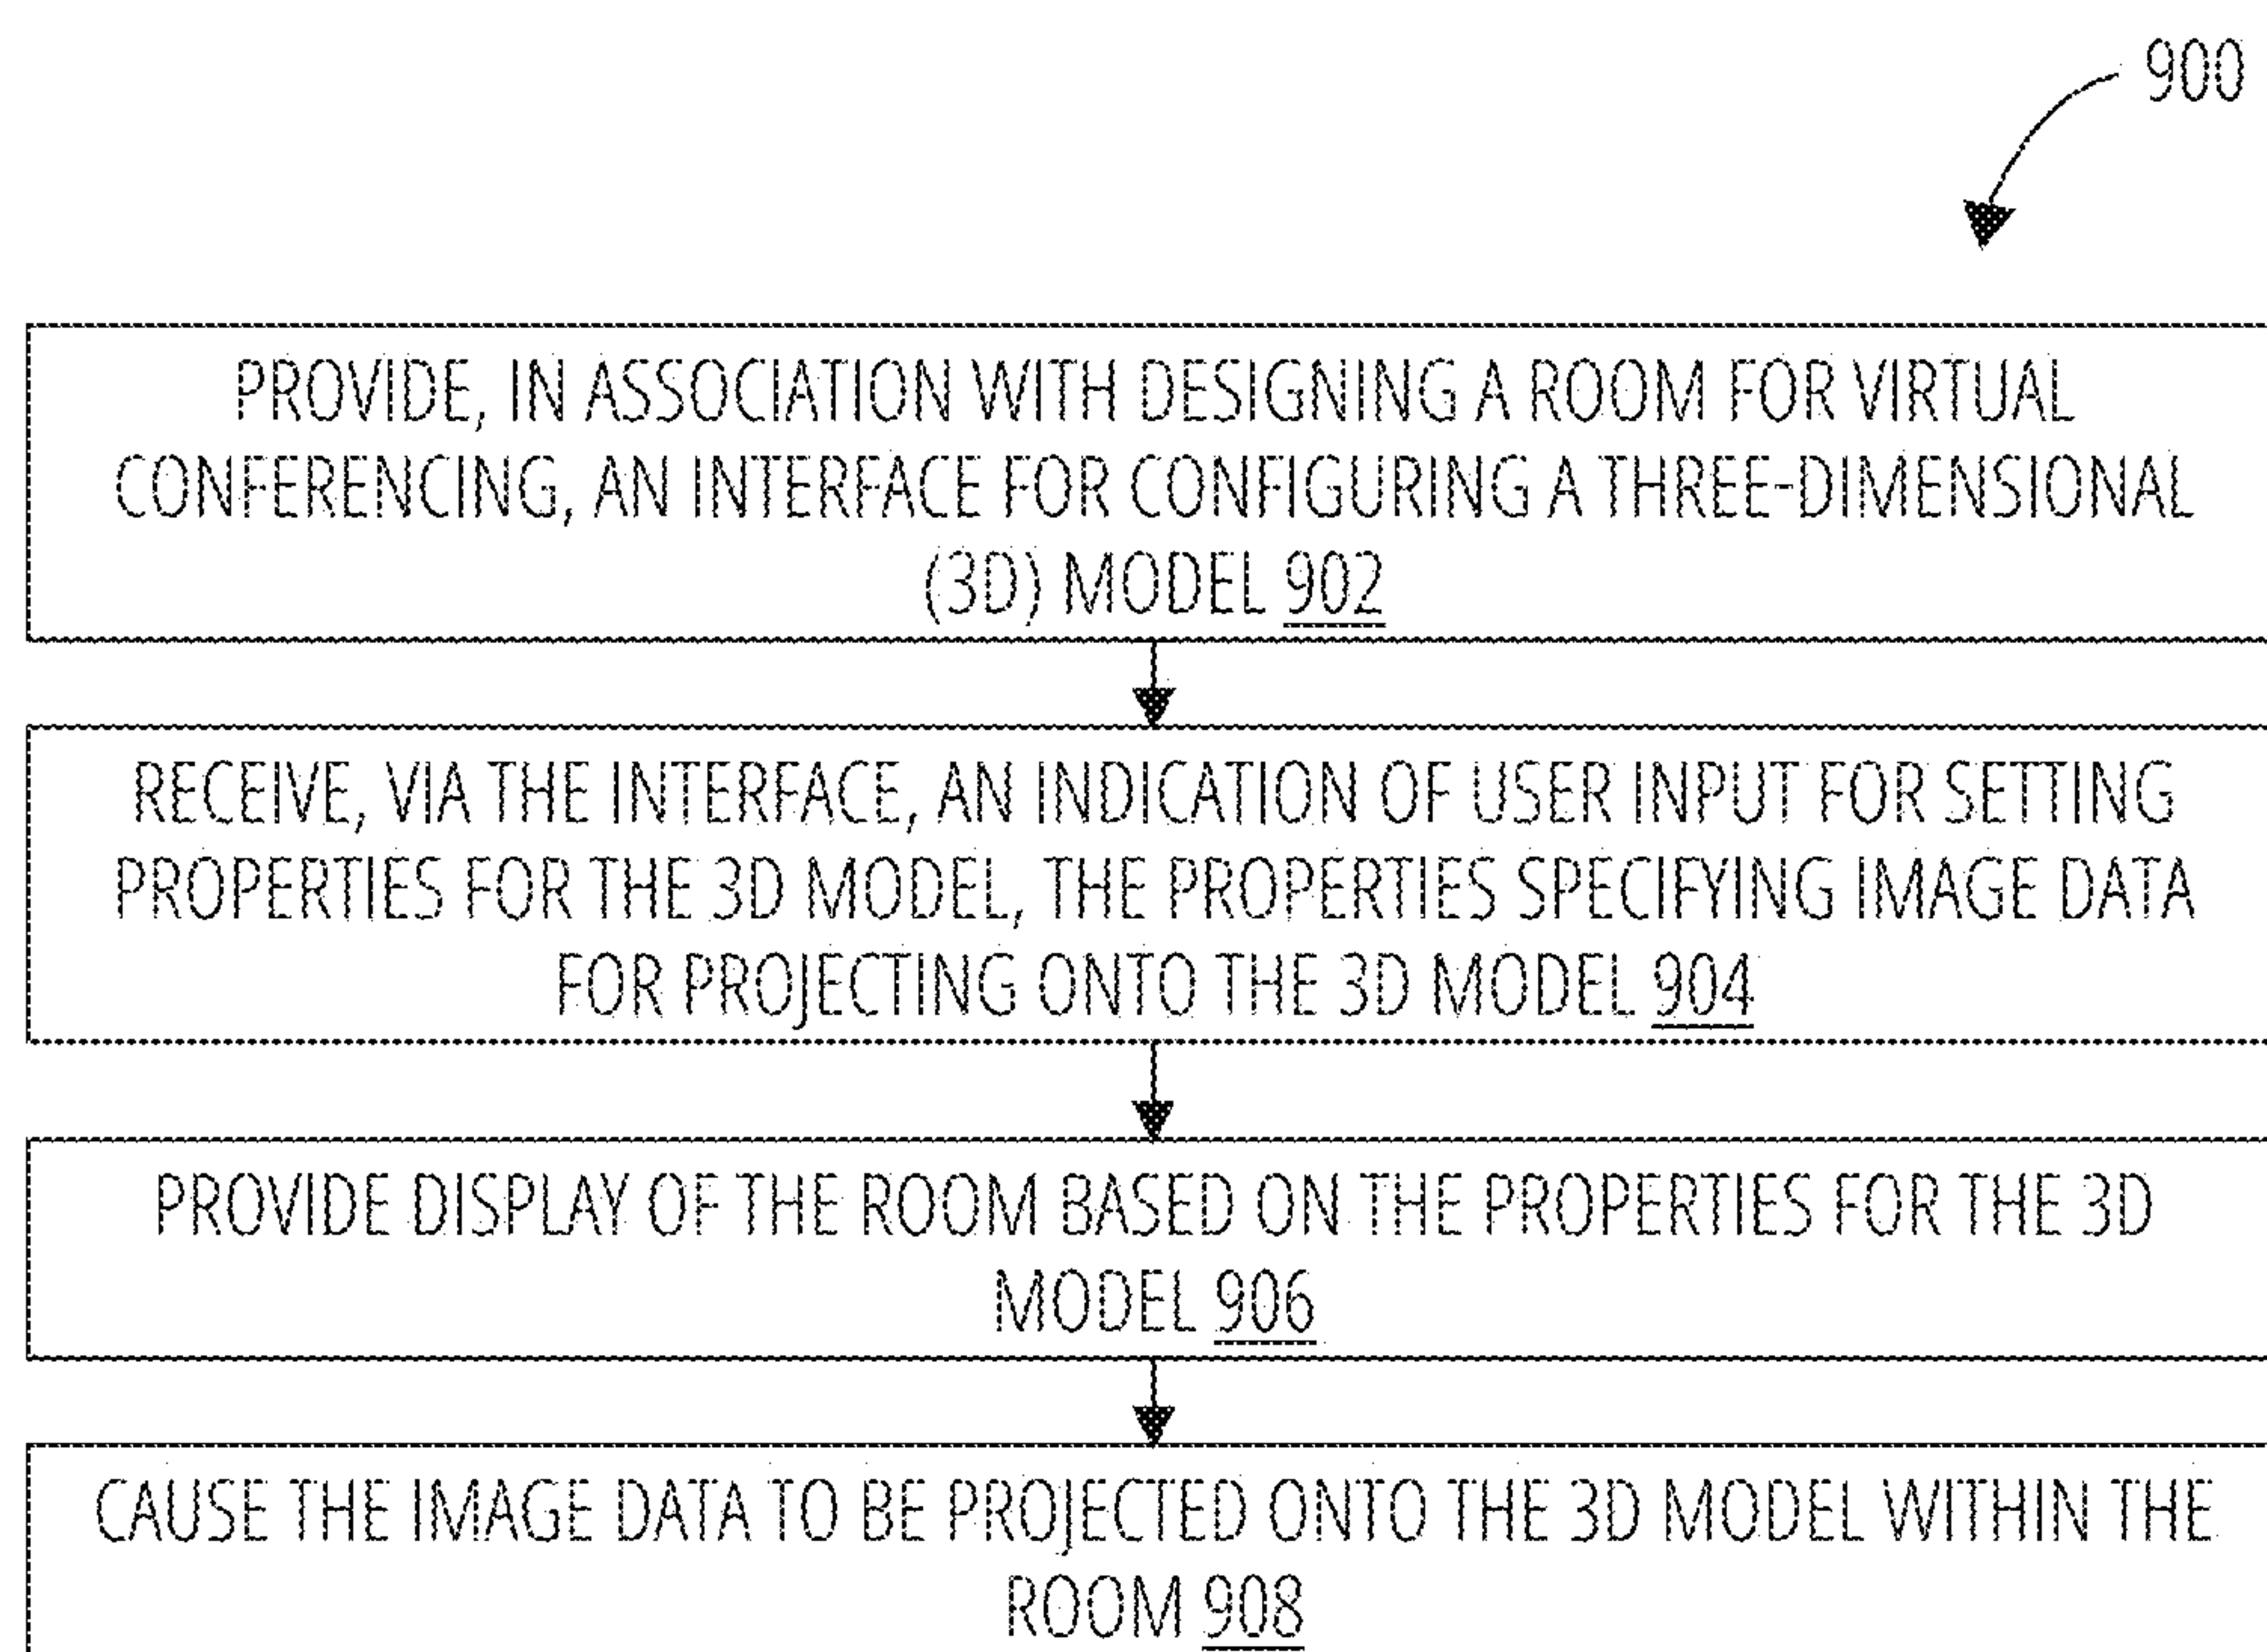 900
PROVIDE, IN ASSOCIATION WITH DESIGNING A ROOM FOR VIRTUAL
CONFERENCING, AN INTERFACE FOR CONFIGURING A THREE-DIMENSIONAL
(3D) MODEL 902
RECEIVE, VIA THE INTERFACE, AN INDICATION OF USER INPUT FOR SETTING
PROPERTIES FOR THE 3D MODEL, THE PROPERTIES SPECIFYING IMAGE DATA
FOR PROJECTING ONTO THE 3D MODEL 904
PROVIDE DISPLAY OF THE ROOM BASED ON THE PROPERTIES FOR THE 3D
MODEL 906
CAUSE THE IMAGE DATA TO BE PROJECTED ONTO THE 3D MODEL WITHIN THE
ROOM 908